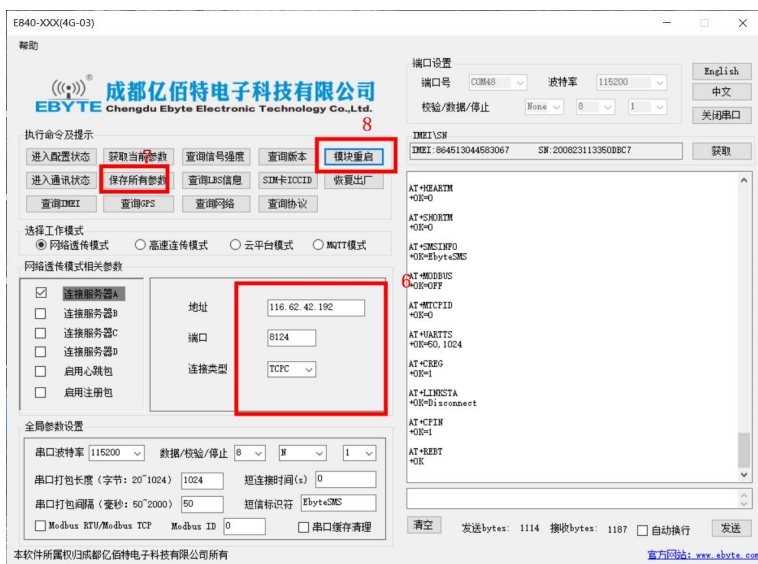 E840-XXX(4G-03)
帮助
成都亿佰特电子科技有限公司
EBYTE Chengdu Ebyte Electronic Technology Co.,Ltd.
8
执行命令及提示
7
进入配置状态 获取当前参数 查询信号强度 查询版本 模块重启
进入通讯状态 保存所有参数 查询LBS信息 SIM卡ICCID 恢复出厂
查询IMEI 查询GPS 查询网络 查询协议
选择工作模式
网络透传模式 高速连传模式 云平台模式 MQTT模式
网络透传模式相关参数
6
连接服务器A
连接服务器B
连接服务器C
连接服务器D
启用心跳包
启用注册包
地址 116.62.42.192
端口 8124
连接类型 TCPC
全局参数设置
串口波特率 115200 数据/校验/停止 8 N 1
串口打包长度 (字节: 20~1024) 1024 短连接时间(s) 0
串口打包间隔 (毫秒: 50~2000) 50 短信标识符 EbyteSMS
Modbus RTU/Modbus TCP Modbus ID 0 串口缓存清理
本软件所属权归成都亿佰特电子科技有限公司所有
端口设置
端口号 COM48 波特率 115200
校验/数据/停止 None 8 1
English
中文
关闭串口
IMEI\SN
IMEI:864513044583067 SN:200823113350DBC7 获取
AT+HEARTM
+OK=0
AT+SHORTM
+OK=0
AT+SMSINFO
+OK=EbyteSMS
AT+MODBUS
+OK=OFF
AT+MTCPID
+OK=0
AT+UARTTS
+OK=50,1024
AT+CREG
+OK=1
AT+LINKSTA
+OK=Disconnect
AT+CPIN
+OK=1
AT+REBT
+OK
清空 发送bytes: 1114 接收bytes: 1187 自动换行 发送
官方网站: www.ebyte.com